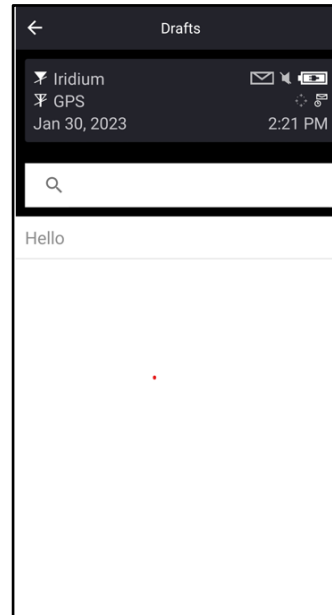 Drafts
Iridium
GPS
Jan 30, 2023 2:21 PM
Hello